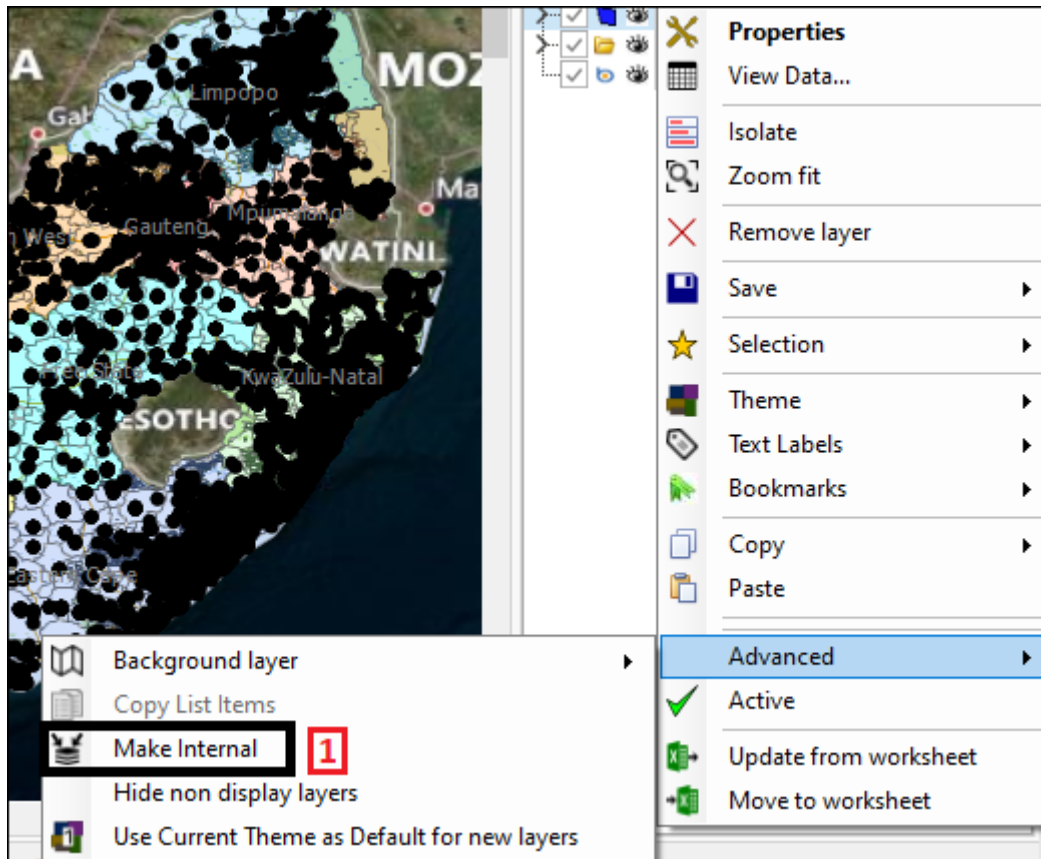 A
MOZ
Limpopo
Gab
Ma
Mpumalanga
Gauteng
West
WATINI
Free State
KwaZulu-Natal
ESOTHO
Eastern Cape
Properties
View Data...
Isolate
Zoom fit
Remove layer
Save
Selection
Theme
Text Labels
Bookmarks
Copy
Paste
Advanced
Active
Update from worksheet
Move to worksheet
Background layer
Copy List Items
Make Internal
1
Hide non display layers
Use Current Theme as Default for new layers